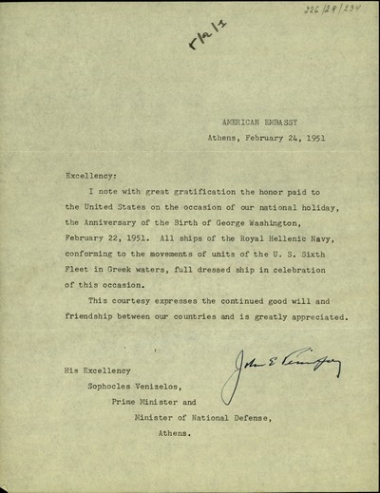 226/28/234
AMERICAN EMBASSY
Athens, February 24, 1951
Excellency:
I note with great gratification the honor paid to
the United States on the occasion of our national holiday,
the Anniversary of the Birth of George Washington,
February 22, 1951. All ships of the Royal Hellenic Navy,
conforming to the movements of units of the U. S. Sixth
Fleet in Greek waters, full dressed ship in celebration
of this occasion.
This courtesy expresses the continued good will and
friendship between our countries and is greatly appreciated.
John E
His Excellency
Sophocles Venizelos,
Prime Minister and
Minister of National Defense,
Athens.